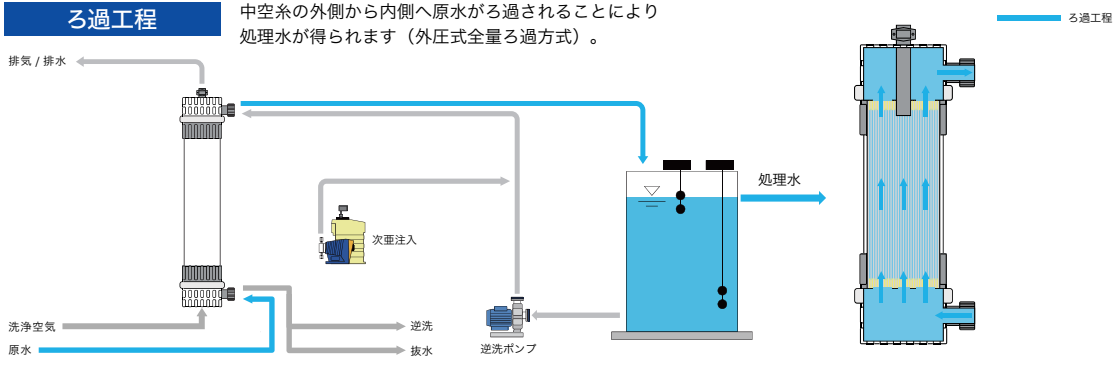 ろ過工程
中空糸の外側から内側へ原水がろ過されることにより
処理水が得られます（外圧式全量ろ過方式）。
ろ過工程
排気 / 排水
処理水
次亜注入
洗浄空気
原水
逆洗
抜水
逆洗ポンプ